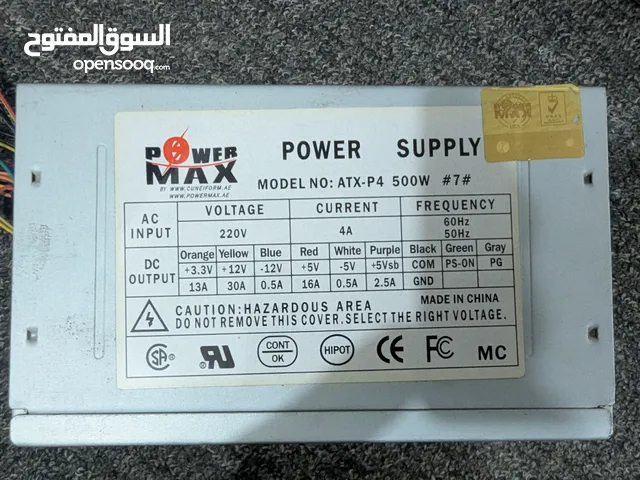 السوق المفتوح
opensooq.com
POWER MAX
BY WWW.CUNEIFORM.AE
WWW.POWERMAX.AE
POWER SUPPLY
MODEL NO: ATX-P4 500W #7#
POWER MAX
AC INPUT VOLTAGE CURRENT FREQUENCY
220V 4A 60Hz 50Hz
DC OUTPUT Orange Yellow Blue Red White Purple Black Green Gray
+3.3V +12V -12V +5V -5V +5Vsb COM PS-ON PG
13A 30A 0.5A 16A 0.5A 2.5A GND
CAUTION:HAZARDOUS AREA MADE IN CHINA
DO NOT REMOVE THIS COVER.SELECT THE RIGHT VOLTAGE.
SA CONT OK HIPOT CE FC MC